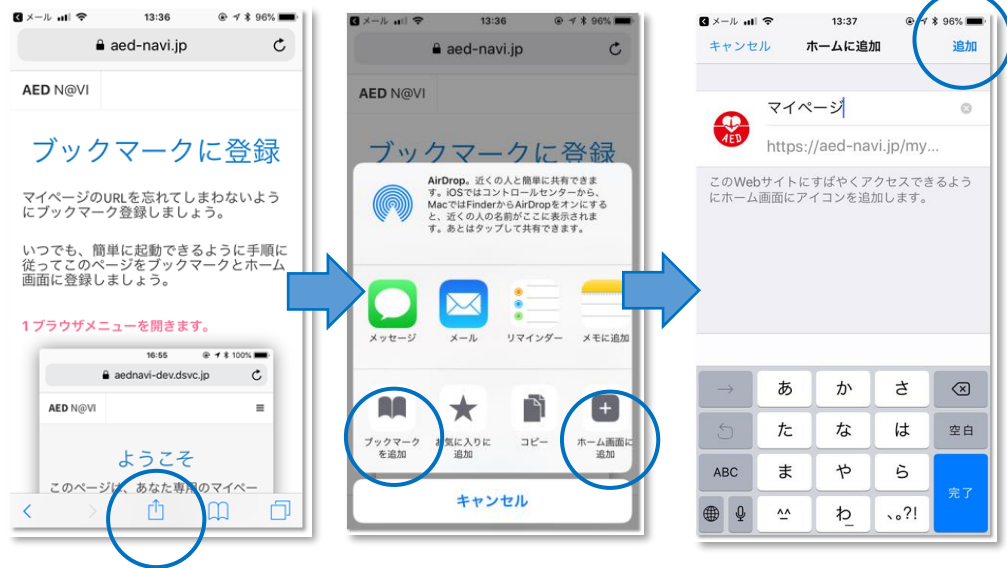 メール 13:36 96%
aed-navi.jp
AED N@VI
ブックマークに登録
マイページのURLを忘れてしまわないよう
にブックマーク登録しましょう。
いつでも、簡単に起動できるように手順に
従ってこのページをブックマークとホーム
画面に登録しましょう。
1 ブラウザメニューを開きます。
16:55 100%
aednavi-dev.dsvc.jp
AED N@VI
ようこそ
このページは、あなた専用のマイペー
メール 13:36 96%
aed-navi.jp
AED N@VI
ブックマークに登録
AirDrop。近くの人と簡単に共有できま
す。iOSではコントロールセンターから、
MacではFinderからAirDropをオンにする
と、近くの人の名前がここに表示されま
す。あとはタップして共有できます。
メッセージ メール リマインダー メモに追加
ブックマーク お気に入りに コピー ホーム画面に
を追加 追加 追加
キャンセル
メール 13:37 96%
キャンセル ホームに追加 追加
マイページ
AED
https://aed-navi.jp/my...
このWebサイトにすばやくアクセスできるよう
にホーム画面にアイコンを追加します。
→ あ か さ
た な は 空白
ABC ま や ら
完了
^^ わ 、。?!